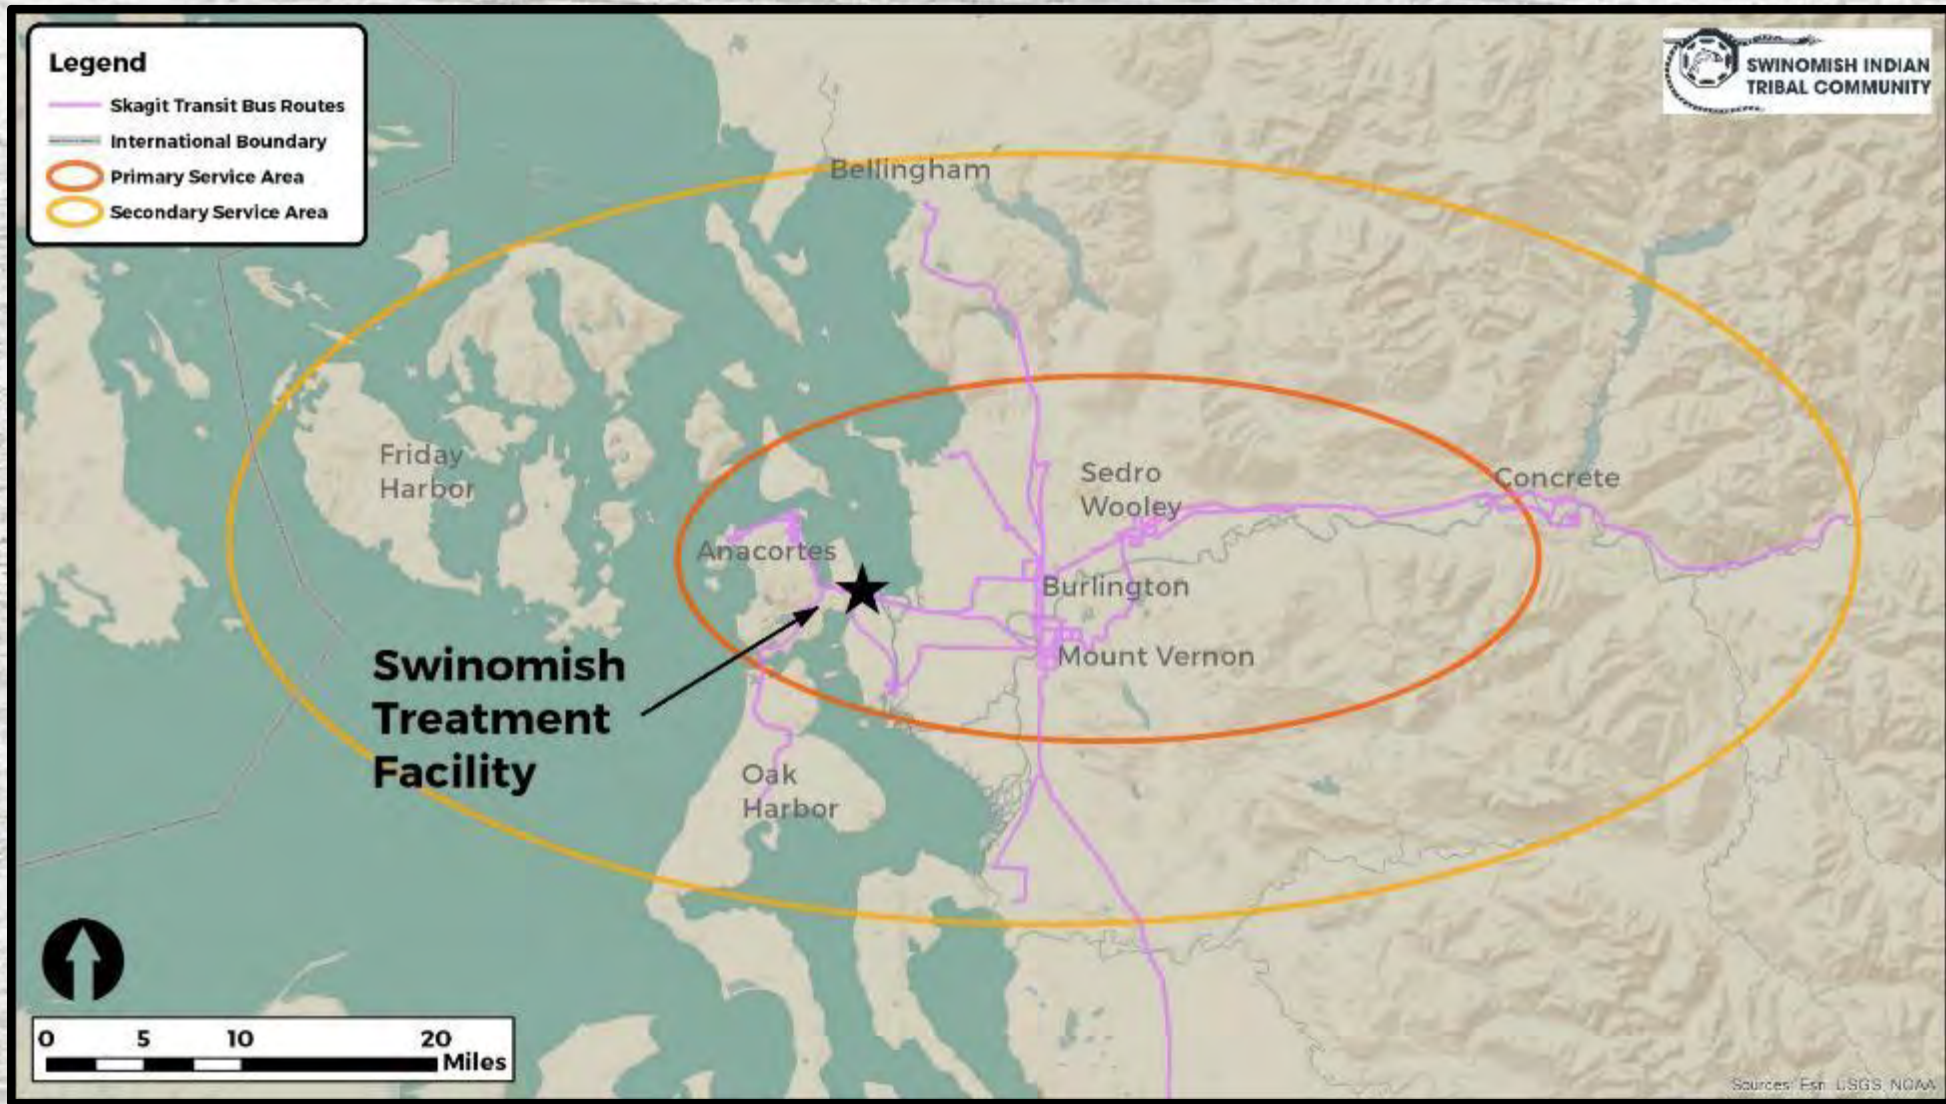 Legend
Skagit Transit Bus Routes
International Boundary
Primary Service Area
Secondary Service Area
SWINOMISH INDIAN
TRIBAL COMMUNITY
Bellingham
Friday
Harbor
Sedro
Wooley
Concrete
Anacortes
Burlington
Mount Vernon
Swinomish
Treatment
Facility
Oak
Harbor
0 5 10 20
Miles
Sources: Esri, USGS, NOAA